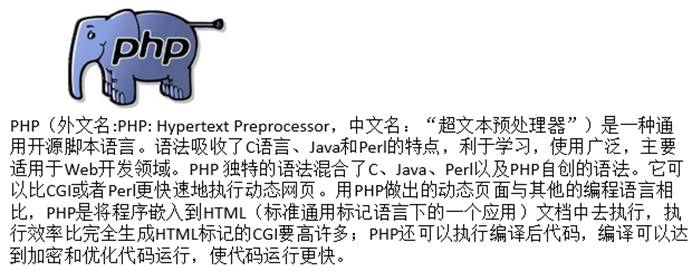 php
PHP（外文名:PHP: Hypertext Preprocessor，中文名：“超文本预处理器”）是一种通
用开源脚本语言。语法吸收了C语言、Java和Perl的特点，利于学习，使用广泛，主要
适用于Web开发领域。PHP 独特的语法混合了C、Java、Perl以及PHP自创的语法。它可
以比CGI或者Perl更快速地执行动态网页。用PHP做出的动态页面与其他的编程语言相
比，PHP是将程序嵌入到HTML（标准通用标记语言下的一个应用）文档中去执行，执
行效率比完全生成HTML标记的CGI要高许多；PHP还可以执行编译后代码，编译可以达
到加密和优化代码运行，使代码运行更快。